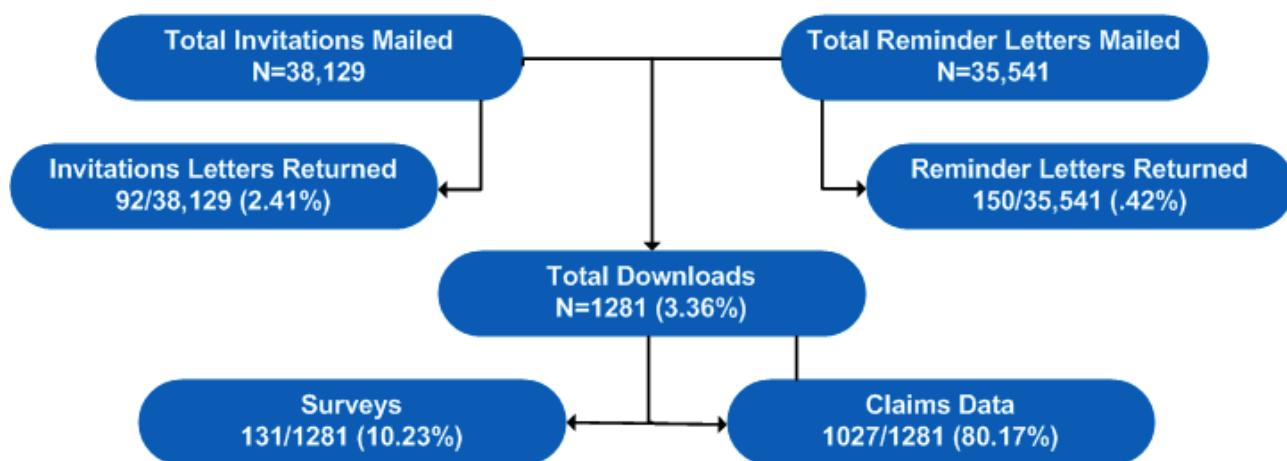 Total Invitations Mailed
N=38,129
Total Reminder Letters Mailed
N=35,541
Invitations Letters Returned
92/38,129 (2.41%)
Reminder Letters Returned
150/35,541 (.42%)
Total Downloads
N=1281 (3.36%)
Surveys
131/1281 (10.23%)
Claims Data
1027/1281 (80.17%)